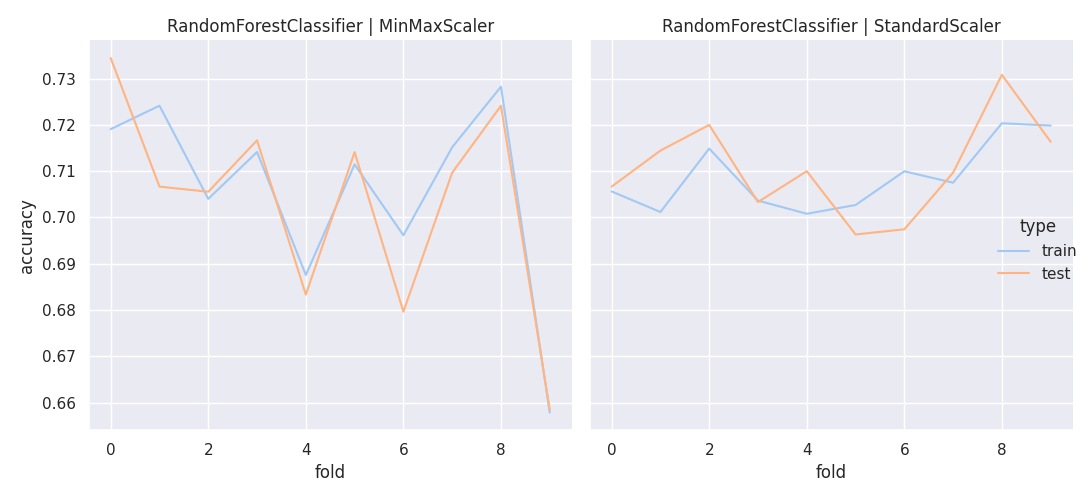 RandomForestClassifier | MinMaxScaler
RandomForestClassifier | StandardScaler
accuracy
0.73
0.72
0.71
0.70
0.69
0.68
0.67
0.66
0 2 4 6 8
0 2 4 6 8
fold
fold
type
train
test